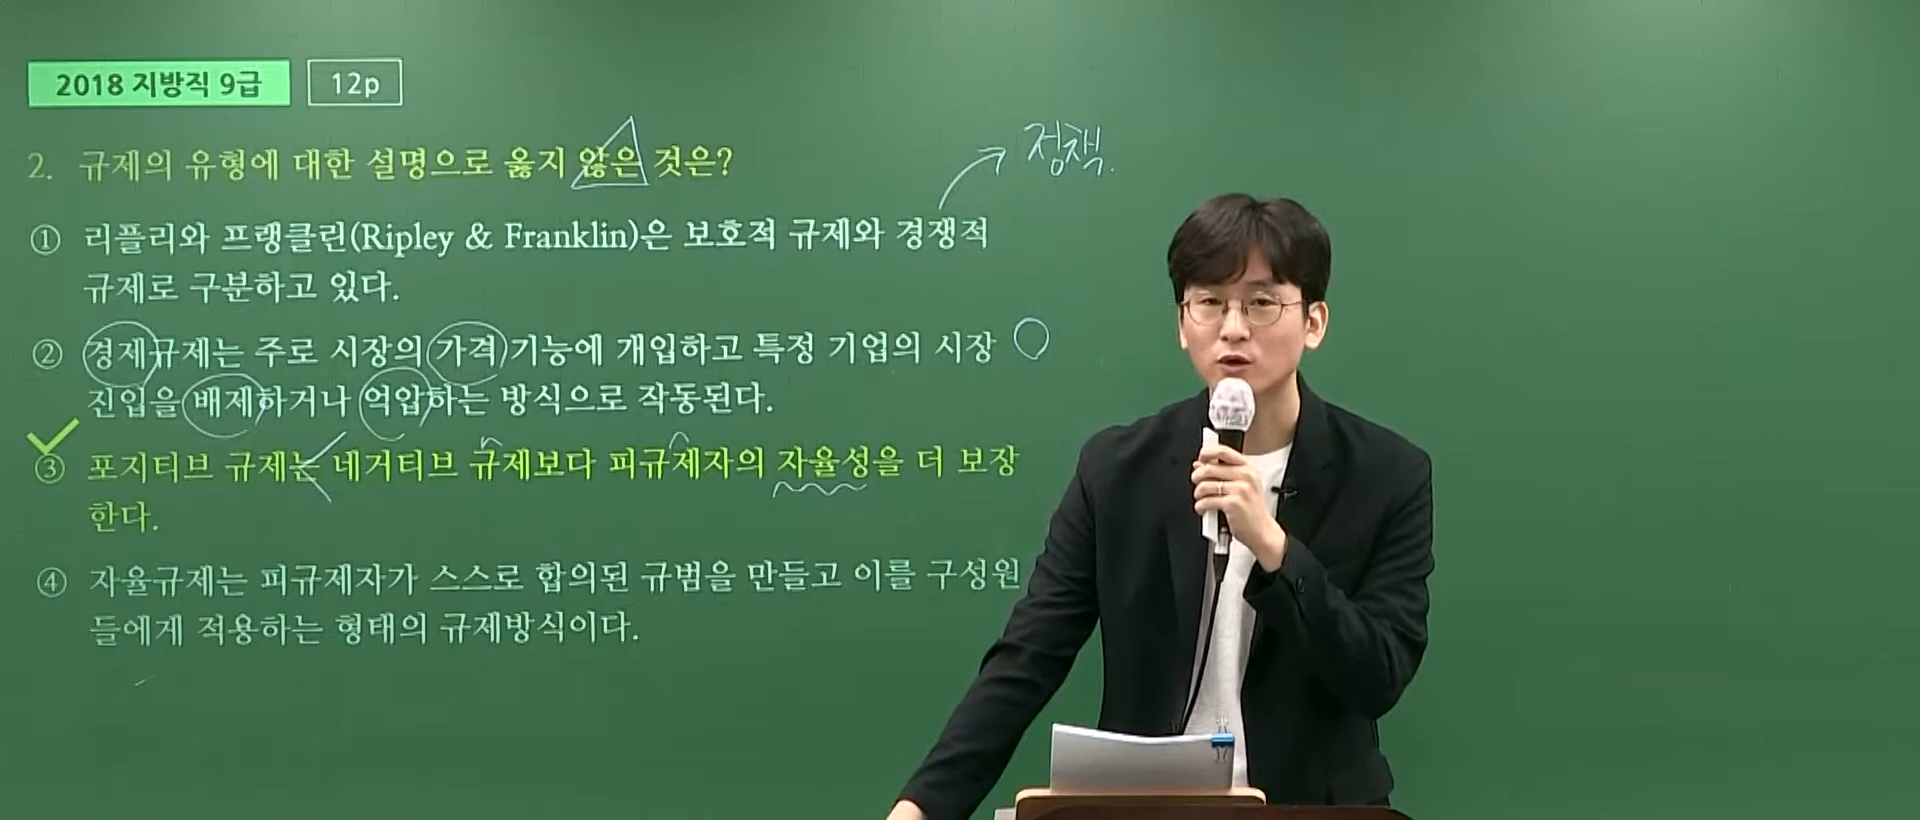 2018 지방직 9급 12p
정책.
2. 규제의 유형에 대한 설명으로 옳지 않은 것은?
① 리플리와 프랭클린(Ripley & Franklin)은 보호적 규제와 경쟁적
규제로 구분하고 있다.
② 경제규제는 주로 시장의 가격 기능에 개입하고 특정 기업의 시장
진입을 배제하거나 억압하는 방식으로 작동된다.
③ 포지티브 규제는 네거티브 규제보다 피규제자의 자율성을 더 보장
한다.
④ 자율규제는 피규제자가 스스로 합의된 규범을 만들고 이를 구성원
들에게 적용하는 형태의 규제방식이다.